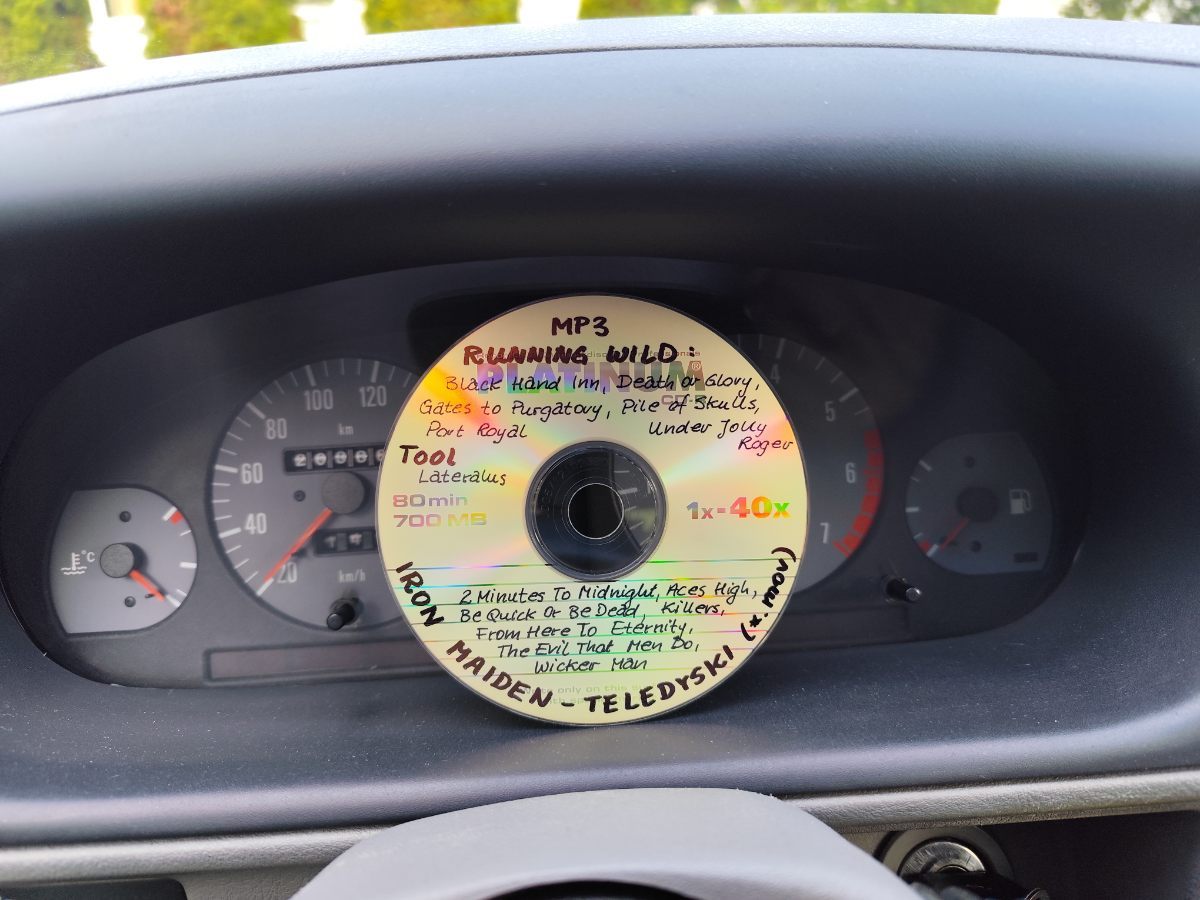 MP3
RUNNING WILD:
PLATINUM®
CD-R
Black Hand Inn, Death or Glory,
Gates to Purgatory, Pile of Skulls,
Port Royal
Under Jolly
Roger
TOOL
Lateralus
80min
700 MB
1x-40x
2 Minutes To Midnight, Aces High,
Be Quick Or Be Dead, Killers,
From Here To Eternity,
The Evil That Men Do,
Wicker Man
IRON MAIDEN - TELEDYSKI (*.wmv)
°C
20
40
60
80
100
120
km
km/h
4
5
6
7